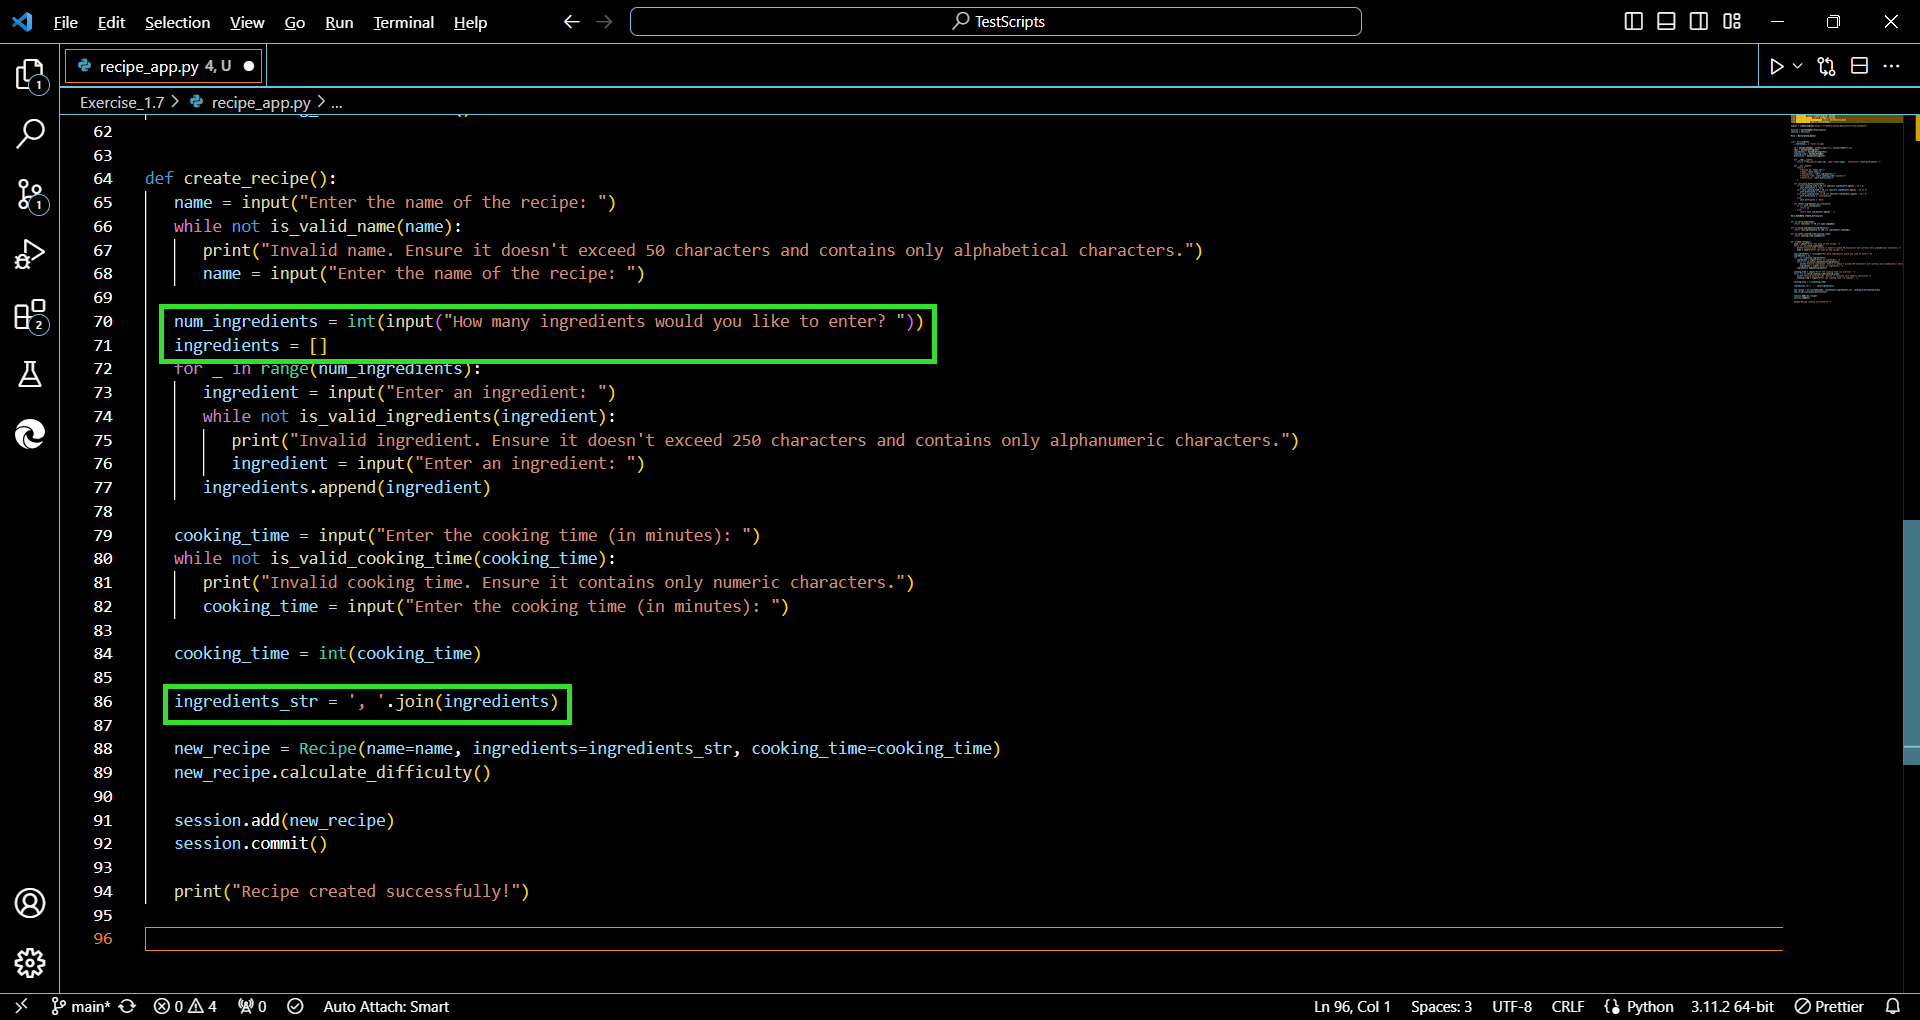 File Edit Selection View Go Run Terminal Help
TestScripts
recipe_app.py 4, U
Exercise_1.7 > recipe_app.py > ...
62
63
64 def create_recipe():
65 name = input("Enter the name of the recipe: ")
66 while not is_valid_name(name):
67 print("Invalid name. Ensure it doesn't exceed 50 characters and contains only alphabetical characters.")
68 name = input("Enter the name of the recipe: ")
69
70 num_ingredients = int(input("How many ingredients would you like to enter? "))
71 ingredients = []
72 for _ in range(num_ingredients):
73 ingredient = input("Enter an ingredient: ")
74 while not is_valid_ingredients(ingredient):
75 print("Invalid ingredient. Ensure it doesn't exceed 250 characters and contains only alphanumeric characters.")
76 ingredient = input("Enter an ingredient: ")
77 ingredients.append(ingredient)
78
79 cooking_time = input("Enter the cooking time (in minutes): ")
80 while not is_valid_cooking_time(cooking_time):
81 print("Invalid cooking time. Ensure it contains only numeric characters.")
82 cooking_time = input("Enter the cooking time (in minutes): ")
83
84 cooking_time = int(cooking_time)
85
86 ingredients_str = ', '.join(ingredients)
87
88 new_recipe = Recipe(name=name, ingredients=ingredients_str, cooking_time=cooking_time)
89 new_recipe.calculate_difficulty()
90
91 session.add(new_recipe)
92 session.commit()
93
94 print("Recipe created successfully!")
95
96
1
1
2
main* 0 4 0 Auto Attach: Smart Ln 96, Col 1 Spaces: 3 UTF-8 CRLF Python 3.11.2 64-bit Prettier